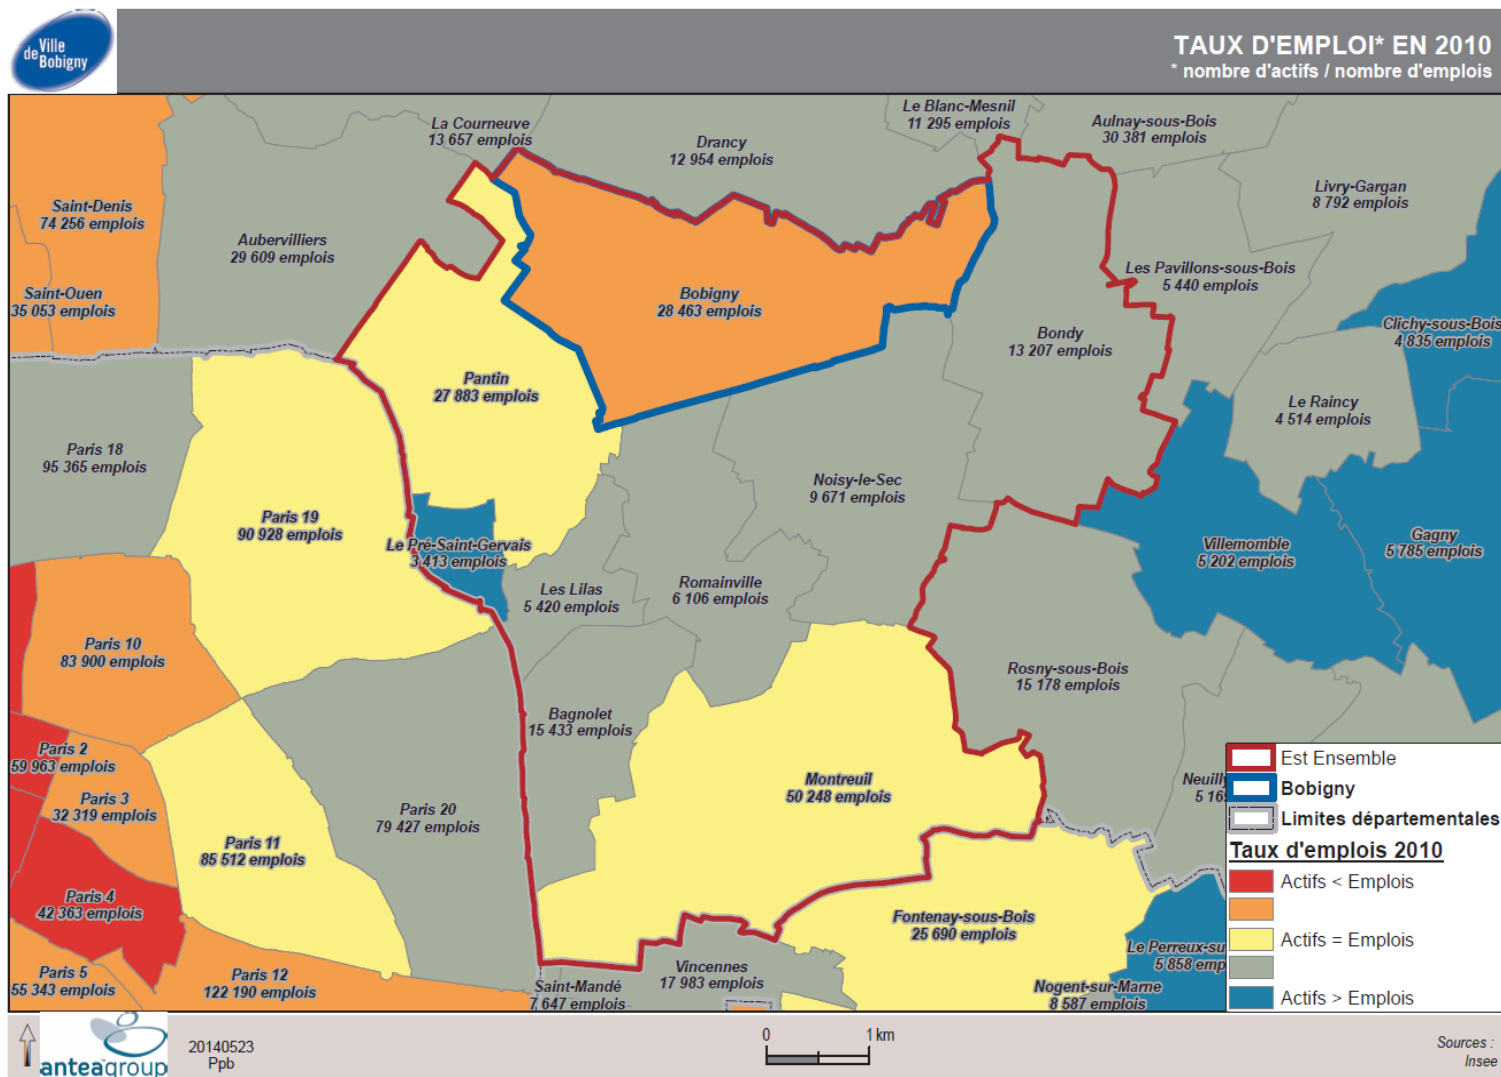 Ville
de Bobigny
TAUX D'EMPLOI* EN 2010
* nombre d'actifs / nombre d'emplois
La Courneuve
13 657 emplois
Drancy
12 954 emplois
Le Blanc-Mesnil
11 295 emplois
Aulnay-sous-Bois
30 381 emplois
Livry-Gargan
8 792 emplois
Saint-Denis
74 256 emplois
Aubervilliers
29 609 emplois
Les Pavillons-sous-Bois
5 440 emplois
Saint-Ouen
35 053 emplois
Bobigny
28 463 emplois
Bondy
13 207 emplois
Clichy-sous-Bois
4 835 emplois
Pantin
27 883 emplois
Le Raincy
4 514 emplois
Paris 18
95 365 emplois
Noisy-le-Sec
9 671 emplois
Paris 19
90 928 emplois
Le Pré-Saint-Gervais
3 413 emplois
Villemomble
5 202 emplois
Gagny
5 785 emplois
Les Lilas
5 420 emplois
Romainville
6 106 emplois
Paris 10
83 900 emplois
Rosny-sous-Bois
15 178 emplois
Bagnolet
15 433 emplois
Paris 2
59 963 emplois
Montreuil
50 248 emplois
Neuilly
5 16
Paris 3
32 319 emplois
Paris 20
79 427 emplois
Paris 11
85 512 emplois
Paris 4
42 363 emplois
Fontenay-sous-Bois
25 690 emplois
Le Perreux-su
5 858 emp
Paris 5
55 343 emplois
Paris 12
122 190 emplois
Saint-Mandé
7 647 emplois
Vincennes
17 983 emplois
Nogent-sur-Marne
8 587 emplois
Est Ensemble
Bobigny
Limites départementales
Taux d'emplois 2010
Actifs < Emplois
Actifs = Emplois
Actifs > Emplois
anteagroup
20140523
Ppb
0 1 km
Sources :
Insee